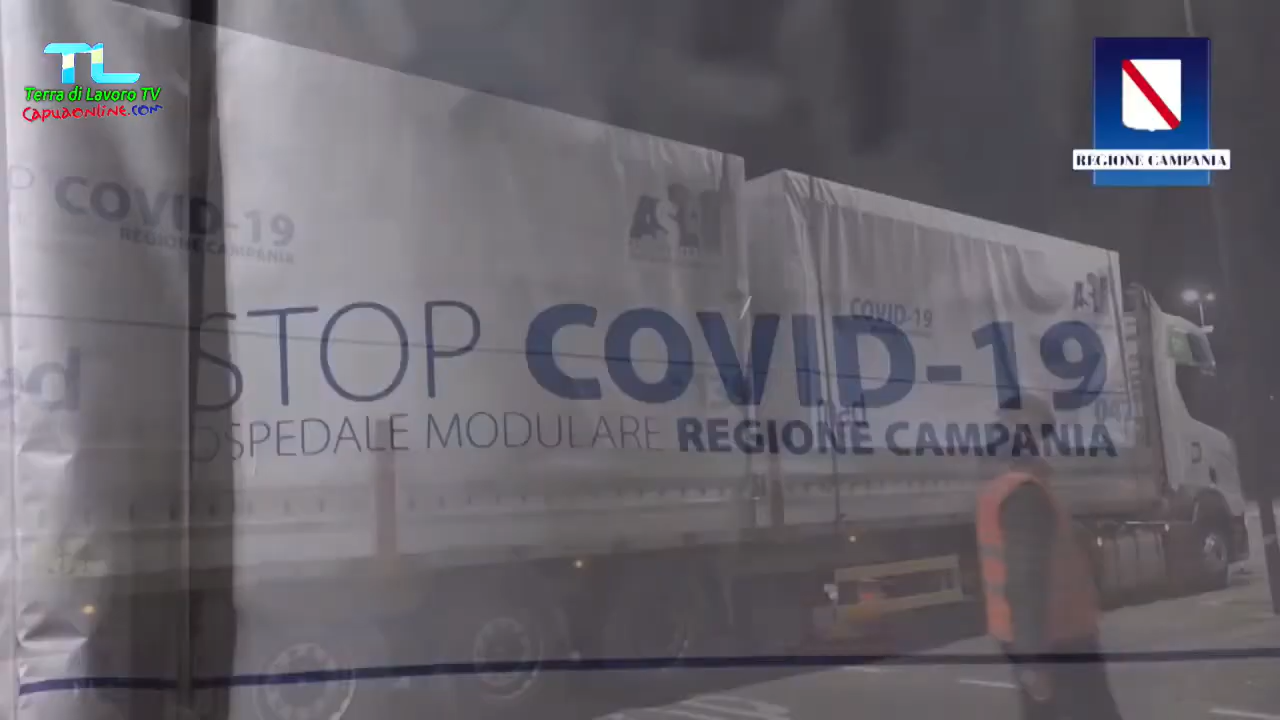 TL
Terra di Lavoro TV
Capuaonline.com
REGIONE CAMPANIA
COVID-19
REGIONE CAMPANIA
COVID-19
STOP COVID-19
OSPEDALE MODULARE REGIONE CAMPANIA